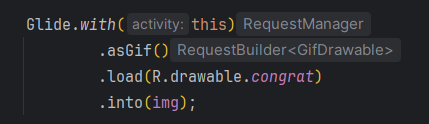 Glide.with( activity: this) RequestManager
.asGif() RequestBuilder<GifDrawable>
.load(R.drawable.congrat)
.into(img);